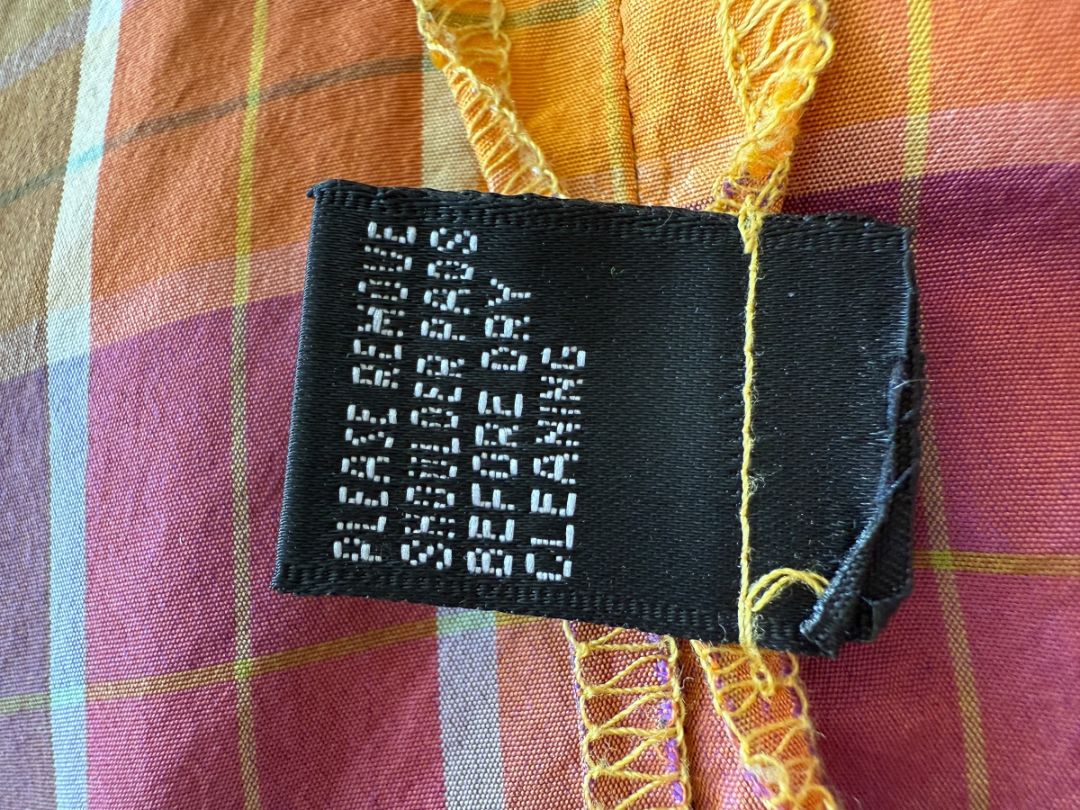 PLEASE REMOVE
SHOULDER PADS
BEFORE DRY
CLEANING